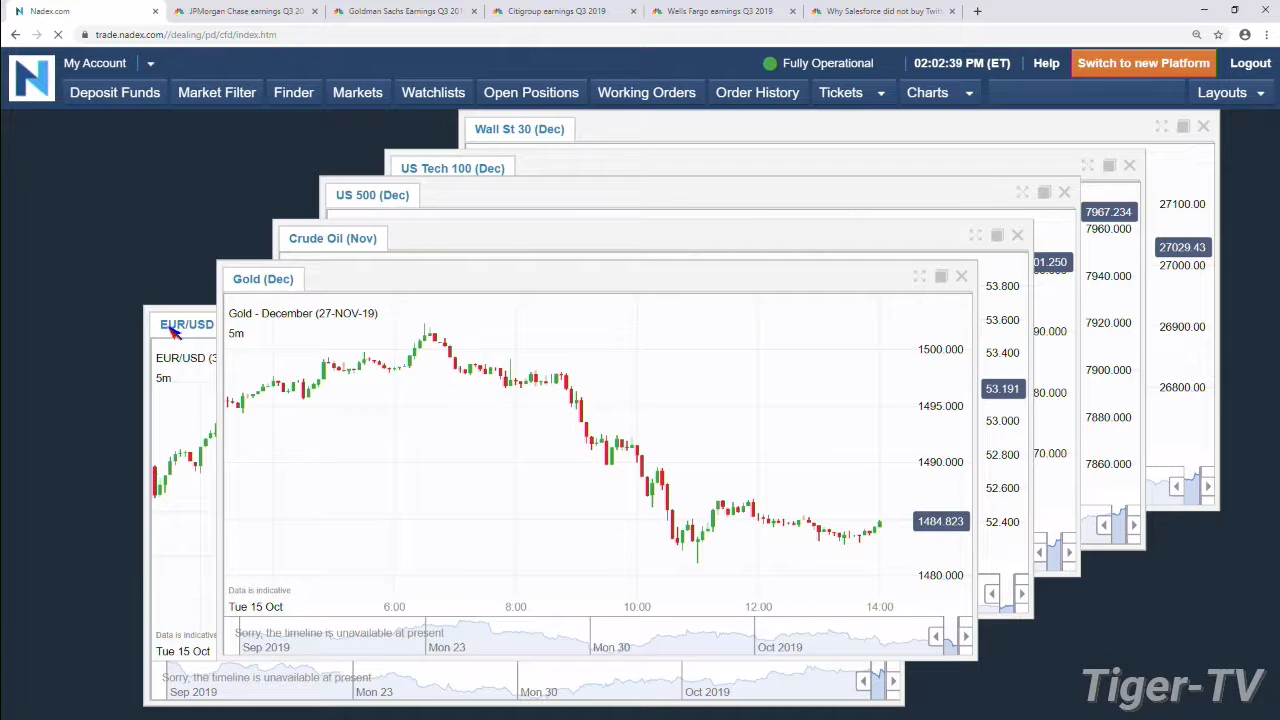 Nadex.com
JPMorgan Chase earnings Q3 20
Goldman Sachs Earnings Q3 201
Citigroup earnings Q3 2019
Wells Fargo earnings Q3 2019
Why Salesforce did not buy Twitt
trade.nadex.com//dealing/pd/cfd/index.htm
N
My Account
Fully Operational
02:02:39 PM (ET)
Help
Switch to new Platform
Logout
Deposit Funds
Market Filter
Finder
Markets
Watchlists
Open Positions
Working Orders
Order History
Tickets
Charts
Layouts
Wall St 30 (Dec)
27100.00
27029.43
27000.00
26900.00
26800.00
US Tech 100 (Dec)
7967.234
7960.000
7940.000
7920.000
7900.000
7880.000
7860.000
US 500 (Dec)
01.250
90.000
80.000
70.000
Crude Oil (Nov)
53.800
53.600
53.400
53.191
53.000
52.800
52.600
52.400
Gold (Dec)
Gold - December (27-NOV-19)
5m
1500.000
1495.000
1490.000
1484.823
1480.000
Data is indicative
Tue 15 Oct
6:00
8:00
10:00
12:00
14:00
Sorry, the timeline is unavailable at present
Sep 2019
Mon 23
Mon 30
Oct 2019
EUR/USD
EUR/USD (3
5m
Data is indicative
Tue 15 Oct
Sorry, the timeline is unavailable at present
Sep 2019
Mon 23
Mon 30
Oct 2019
Tiger-TV